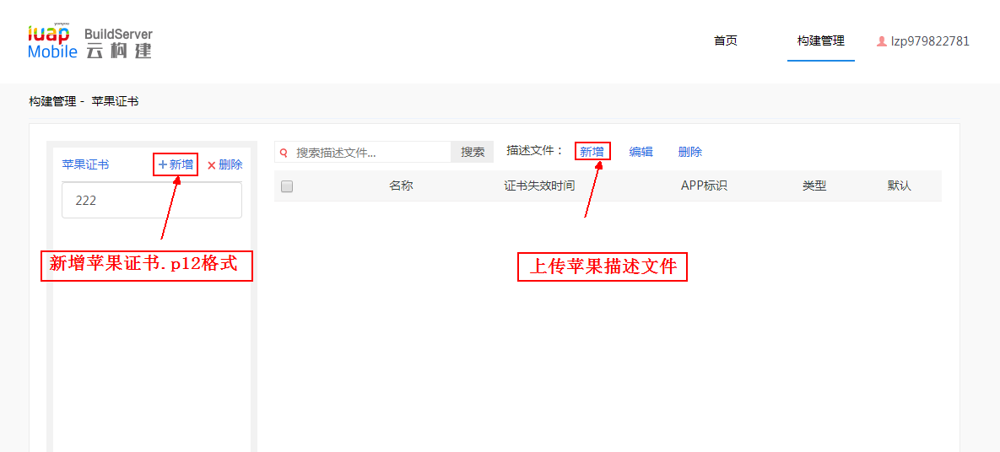 yonyou
iuap
Mobile
BuildServer
云构建
首页
构建管理
lzp979822781
构建管理 - 苹果证书
苹果证书
+新增
×删除
222
新增苹果证书.p12格式
搜索描述文件...
搜索
描述文件：
新增
编辑
删除
名称
证书失效时间
APP标识
类型
默认
上传苹果描述文件